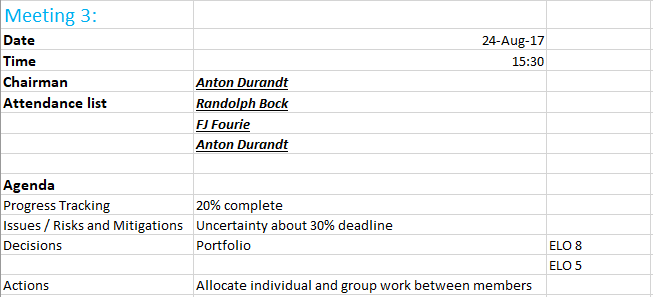 Meeting 3:
Date 24-Aug-17
Time 15:30
Chairman Anton Durandt
Attendance list Randolph Bock
FJ Fourie
Anton Durandt
Agenda
Progress Tracking 20% complete
Issues / Risks and Mitigations Uncertainty about 30% deadline
Decisions Portfolio ELO 8
ELO 5
Actions Allocate individual and group work between members